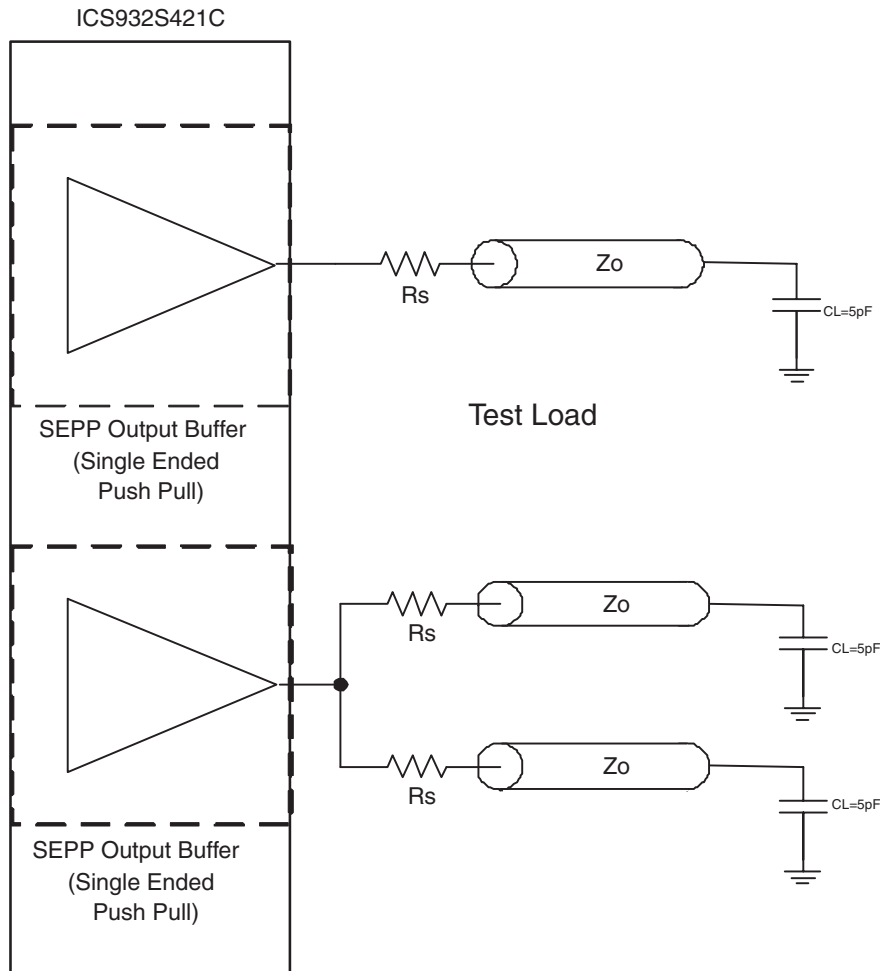 ICS932S421C
Rs
Zo
CL=5pF
SEPP Output Buffer
(Single Ended
Push Pull)
Test Load
Rs
Zo
CL=5pF
Rs
Zo
CL=5pF
SEPP Output Buffer
(Single Ended
Push Pull)